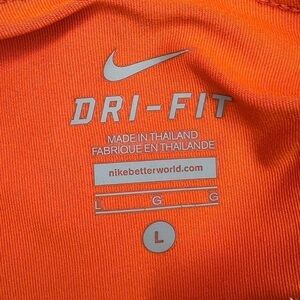 DRI-FIT
MADE IN THAILAND
FABRIQUE EN THAILANDE
nikebetterworld.com
L G G
L